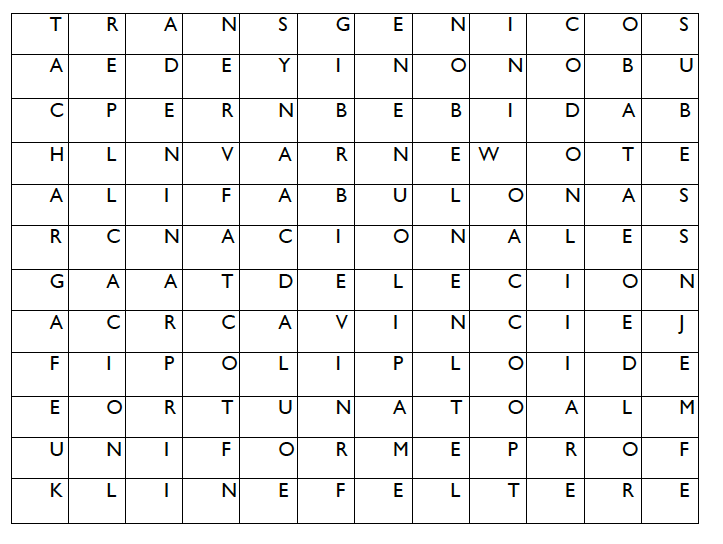 T R A N S G E N I C O S
A E D E Y I N O N O B U
C P E R N B E B I D A B
H L N V A R N E W O T E
A L I F A B U L O N A S
R C N A C I O N A L E S
G A A T D E L E C I O N
A C R C A V I N C I E J
F I P O L I P L O I D E
E O R T U N A T O A L M
U N I F O R M E P R O F
K L I N E F E L T E R E